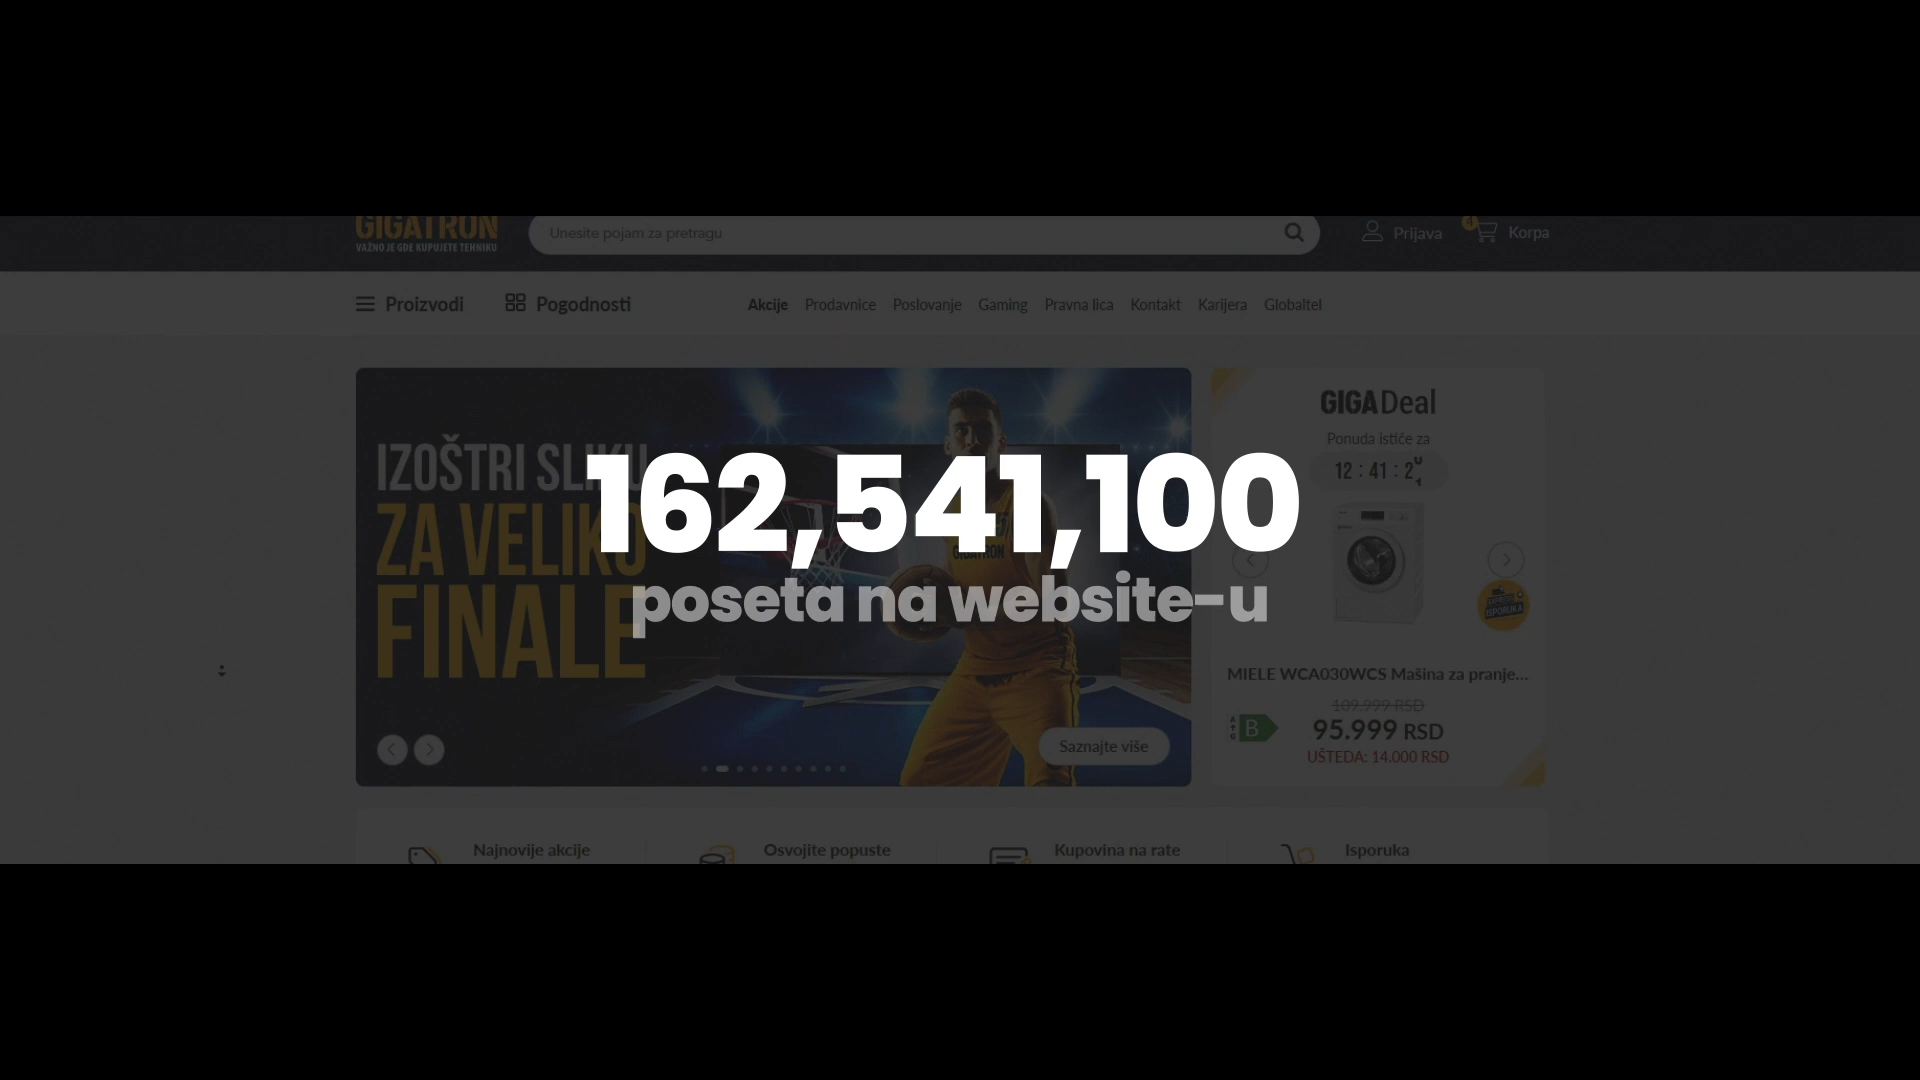 GIGATRON
VAŽNO JE GDE KUPUJETE TEHNIKU
Unesite pojam za pretragu
Prijava
Korpa
Proizvodi
Pogodnosti
Akcije
Prodavnice
Poslovanje
Gaming
Pravna lica
Kontakt
Karijera
Globaltel
IZOŠTRI SLIKU
ZA VELIKO
FINALE
GIGATRON
Saznajte više
162,541,100
poseta na website-u
GIGADeal
Ponuda ističe za
12 : 41 : 2
ISPORUKA
MIELE WCA030WCS Mašina za pranje...
109.999 RSD
B
95.999 RSD
UŠTEDA: 14.000 RSD
Najnovije akcije
Osvojite popuste
Kupovina na rate
Isporuka